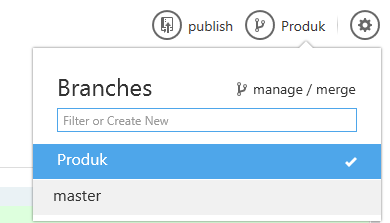 publish Produk
Branches
manage / merge
Filter or Create New
Produk
master